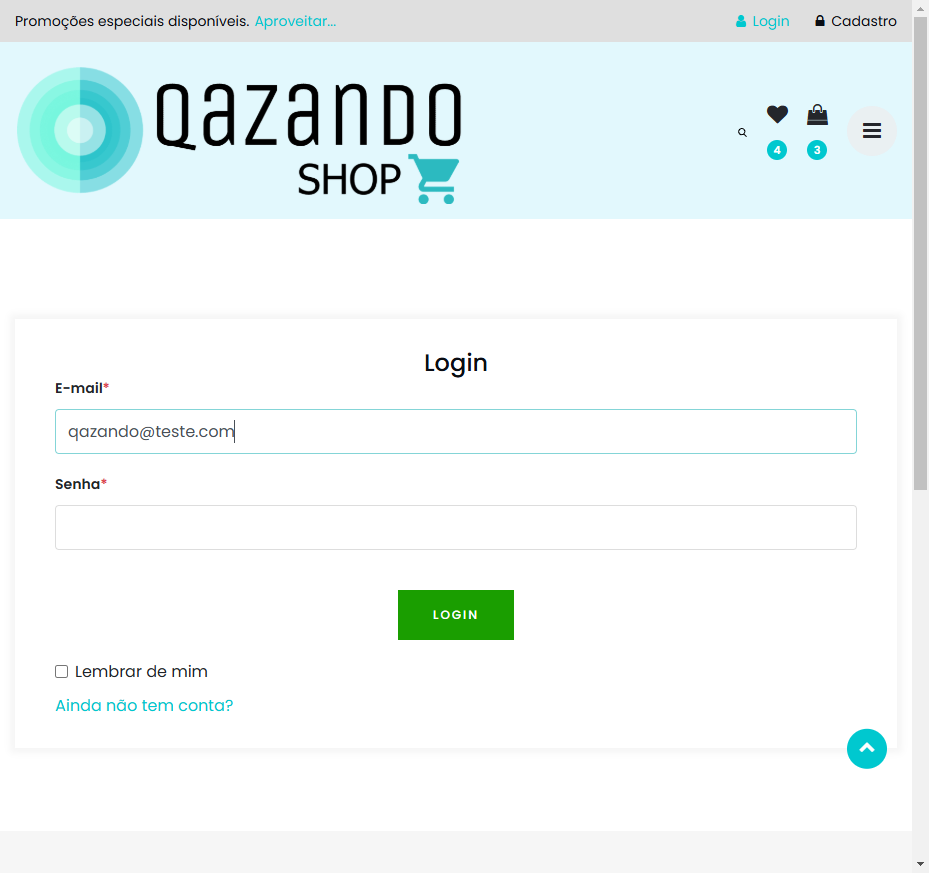 Promoções especiais disponíveis. Aproveitar... Login Cadastro
QAZANDO
SHOP
4 3
Login
E-mail*
qazando@teste.com
Senha*
LOGIN
Lembrar de mim
Ainda não tem conta?